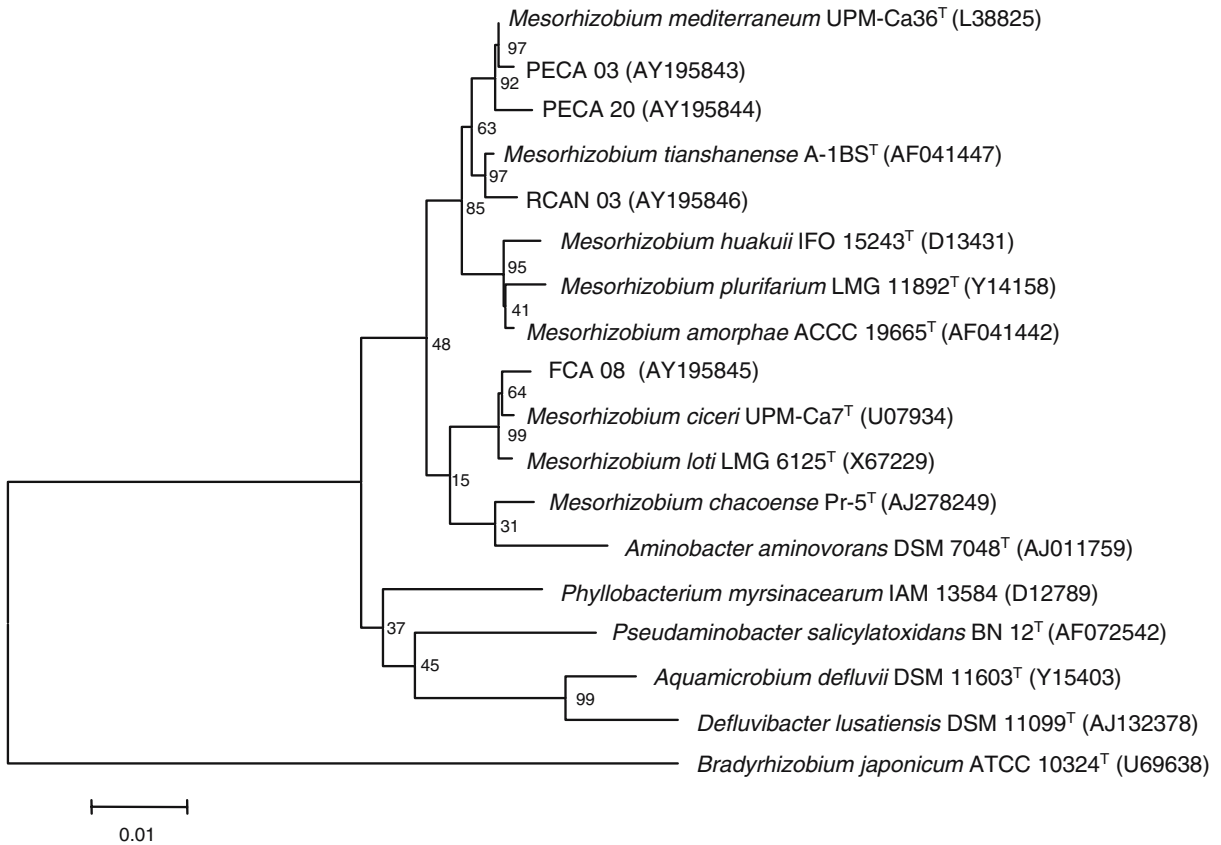 Mesorhizobium mediterraneum UPM-Ca36ᵀ (L38825)
97
PECA 03 (AY195843)
92
PECA 20 (AY195844)
63
Mesorhizobium tianshanense A-1BSᵀ (AF041447)
97
RCAN 03 (AY195846)
85
Mesorhizobium huakuii IFO 15243ᵀ (D13431)
95
Mesorhizobium plurifarium LMG 11892ᵀ (Y14158)
41
Mesorhizobium amorphae ACCC 19665ᵀ (AF041442)
48
FCA 08 (AY195845)
64
Mesorhizobium ciceri UPM-Ca7ᵀ (U07934)
99
Mesorhizobium loti LMG 6125ᵀ (X67229)
15
Mesorhizobium chacoense Pr-5ᵀ (AJ278249)
31
Aminobacter aminovorans DSM 7048ᵀ (AJ011759)
Phyllobacterium myrsinacearum IAM 13584 (D12789)
37
Pseudaminobacter salicylatoxidans BN 12ᵀ (AF072542)
45
Aquamicrobium defluvii DSM 11603ᵀ (Y15403)
99
Defluvibacter lusatiensis DSM 11099ᵀ (AJ132378)
Bradyrhizobium japonicum ATCC 10324ᵀ (U69638)
0.01